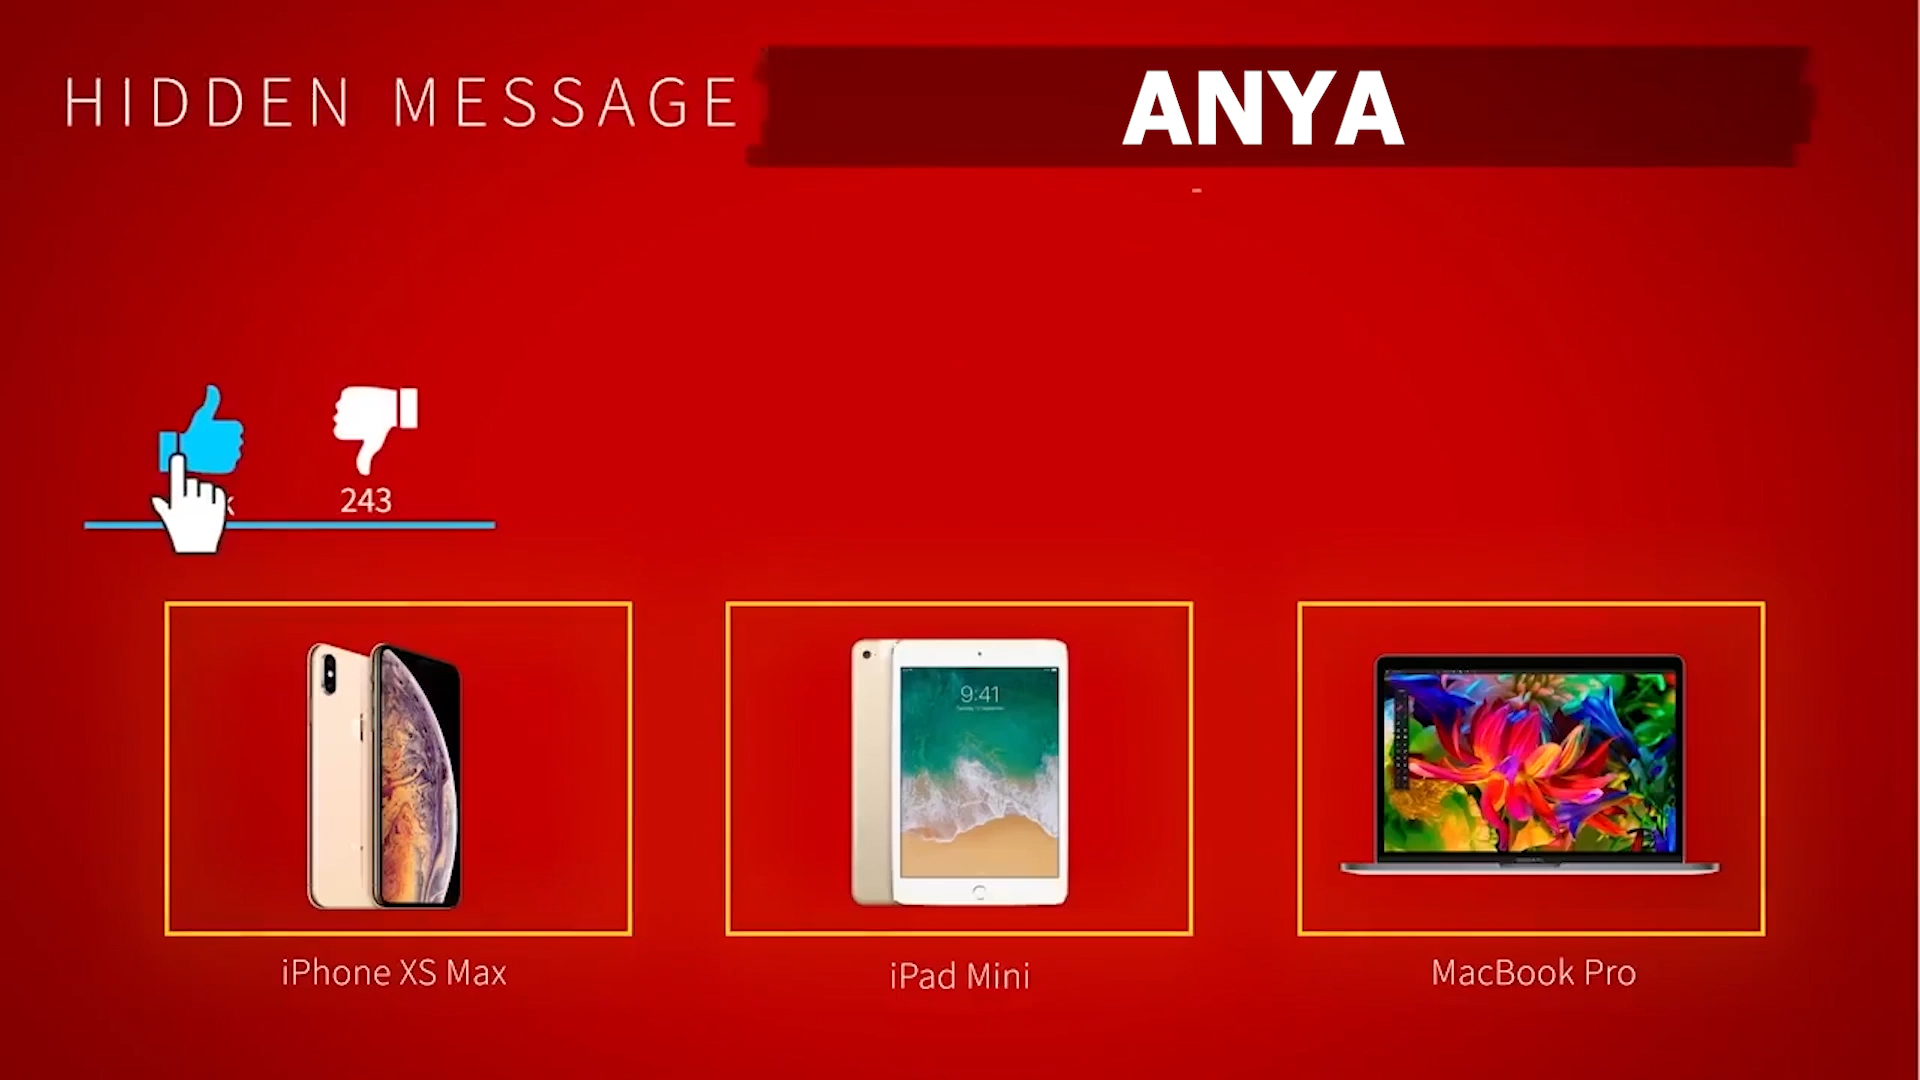 HIDDEN MESSAGE
ANYA
-
243
9:41
iPhone XS Max
iPad Mini
MacBook Pro